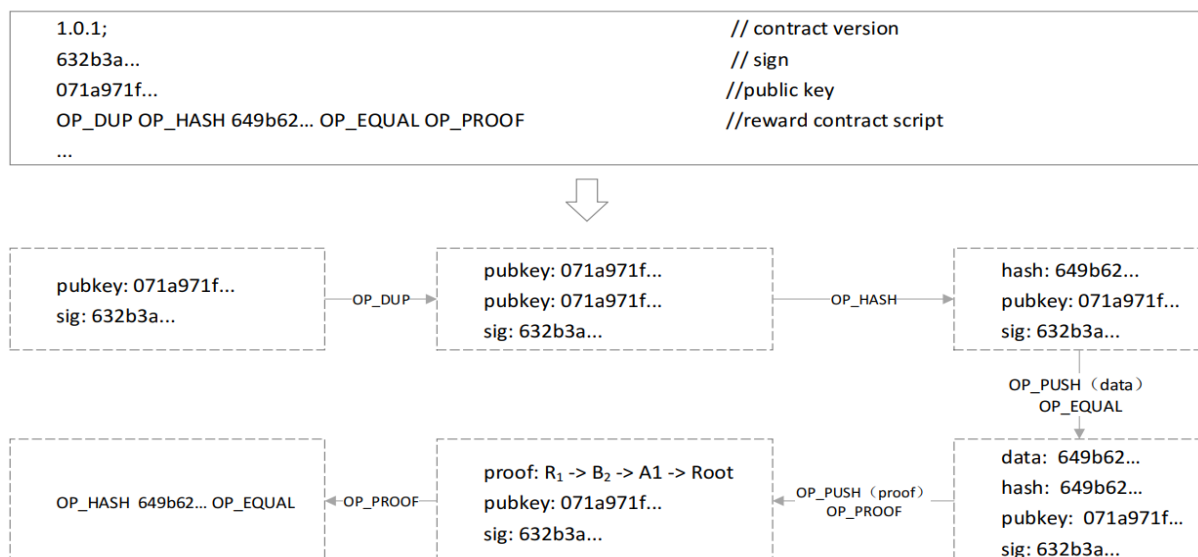 1.0.1; // contract version
632b3a... // sign
071a971f... //public key
OP_DUP OP_HASH 649b62... OP_EQUAL OP_PROOF //reward contract script
...
pubkey: 071a971f...
sig: 632b3a...
OP_DUP
pubkey: 071a971f...
pubkey: 071a971f...
sig: 632b3a...
OP_HASH
hash: 649b62...
pubkey: 071a971f...
sig: 632b3a...
OP_PUSH（data）
OP_EQUAL
data: 649b62...
hash: 649b62...
pubkey: 071a971f...
sig: 632b3a...
OP_PUSH（proof）
OP_PROOF
proof: R₁ -> B₂ -> A1 -> Root
pubkey: 071a971f...
sig: 632b3a...
OP_PROOF
OP_HASH 649b62... OP_EQUAL